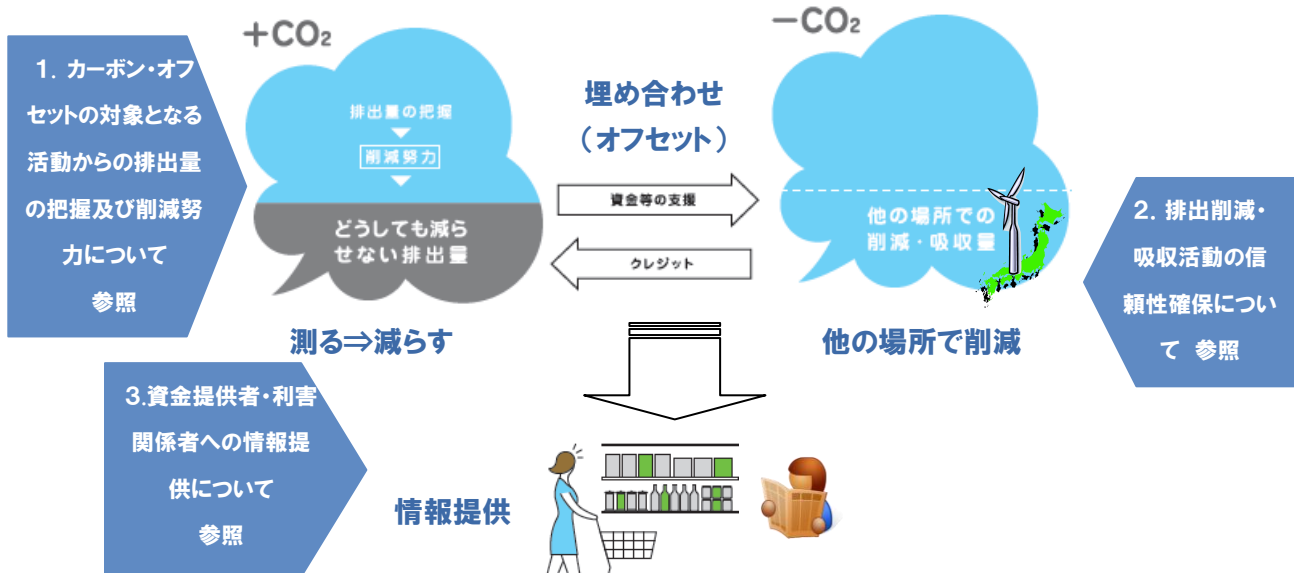 +CO₂
−CO₂
1. カーボン・オフ
セットの対象となる
活動からの排出量
の把握及び削減努
力について
参照
排出量の把握
削減努力
どうしても減ら
せない排出量
埋め合わせ
（オフセット）
資金等の支援
クレジット
他の場所での
削減・吸収量
2. 排出削減・
吸収活動の信
頼性確保につい
て 参照
測る⇒減らす
他の場所で削減
3.資金提供者・利害
関係者への情報提
供について
参照
情報提供